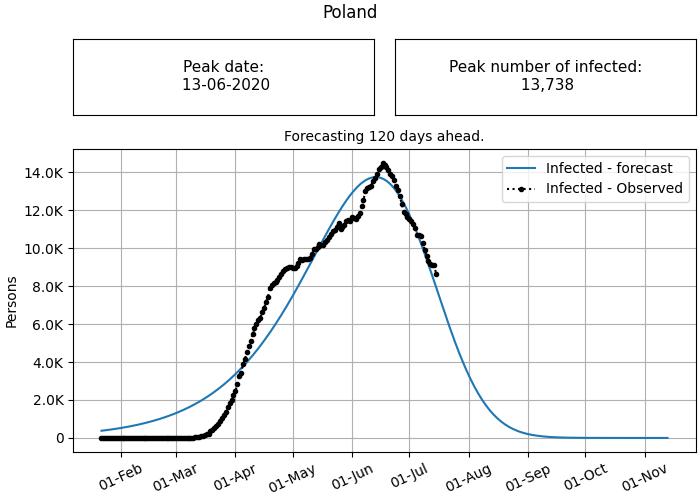 Poland
Peak date:
13-06-2020
Peak number of infected:
13,738
Forecasting 120 days ahead.
Infected - forecast
Infected - Observed
14.0K
12.0K
10.0K
8.0K
6.0K
4.0K
2.0K
0
Persons
01-Feb
01-Mar
01-Apr
01-May
01-Jun
01-Jul
01-Aug
01-Sep
01-Oct
01-Nov